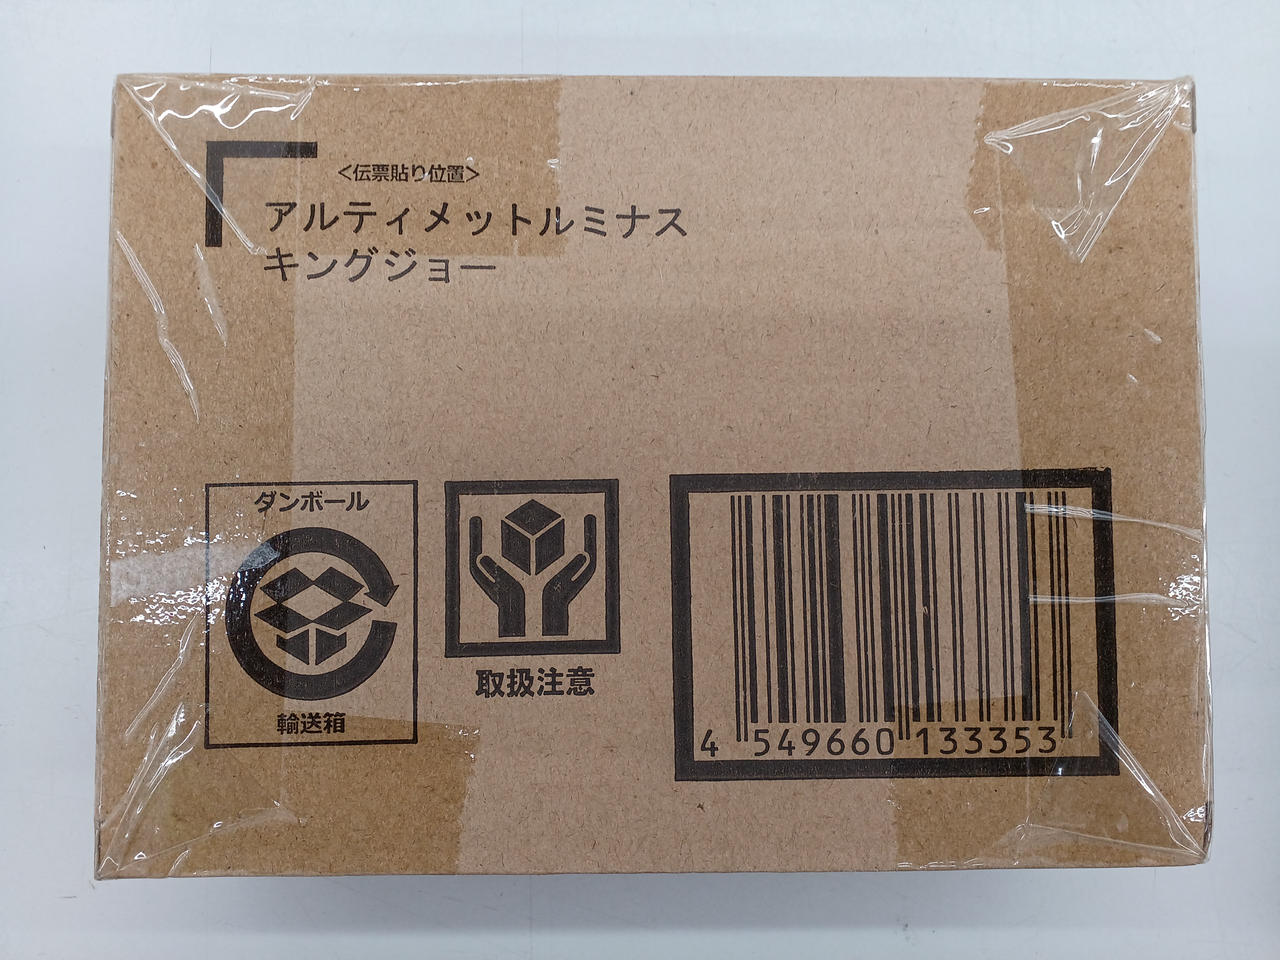 <伝票貼り位置>
アルティメットルミナス
キングジョー
ダンボール
輸送箱
取扱注意
4 549660 133353